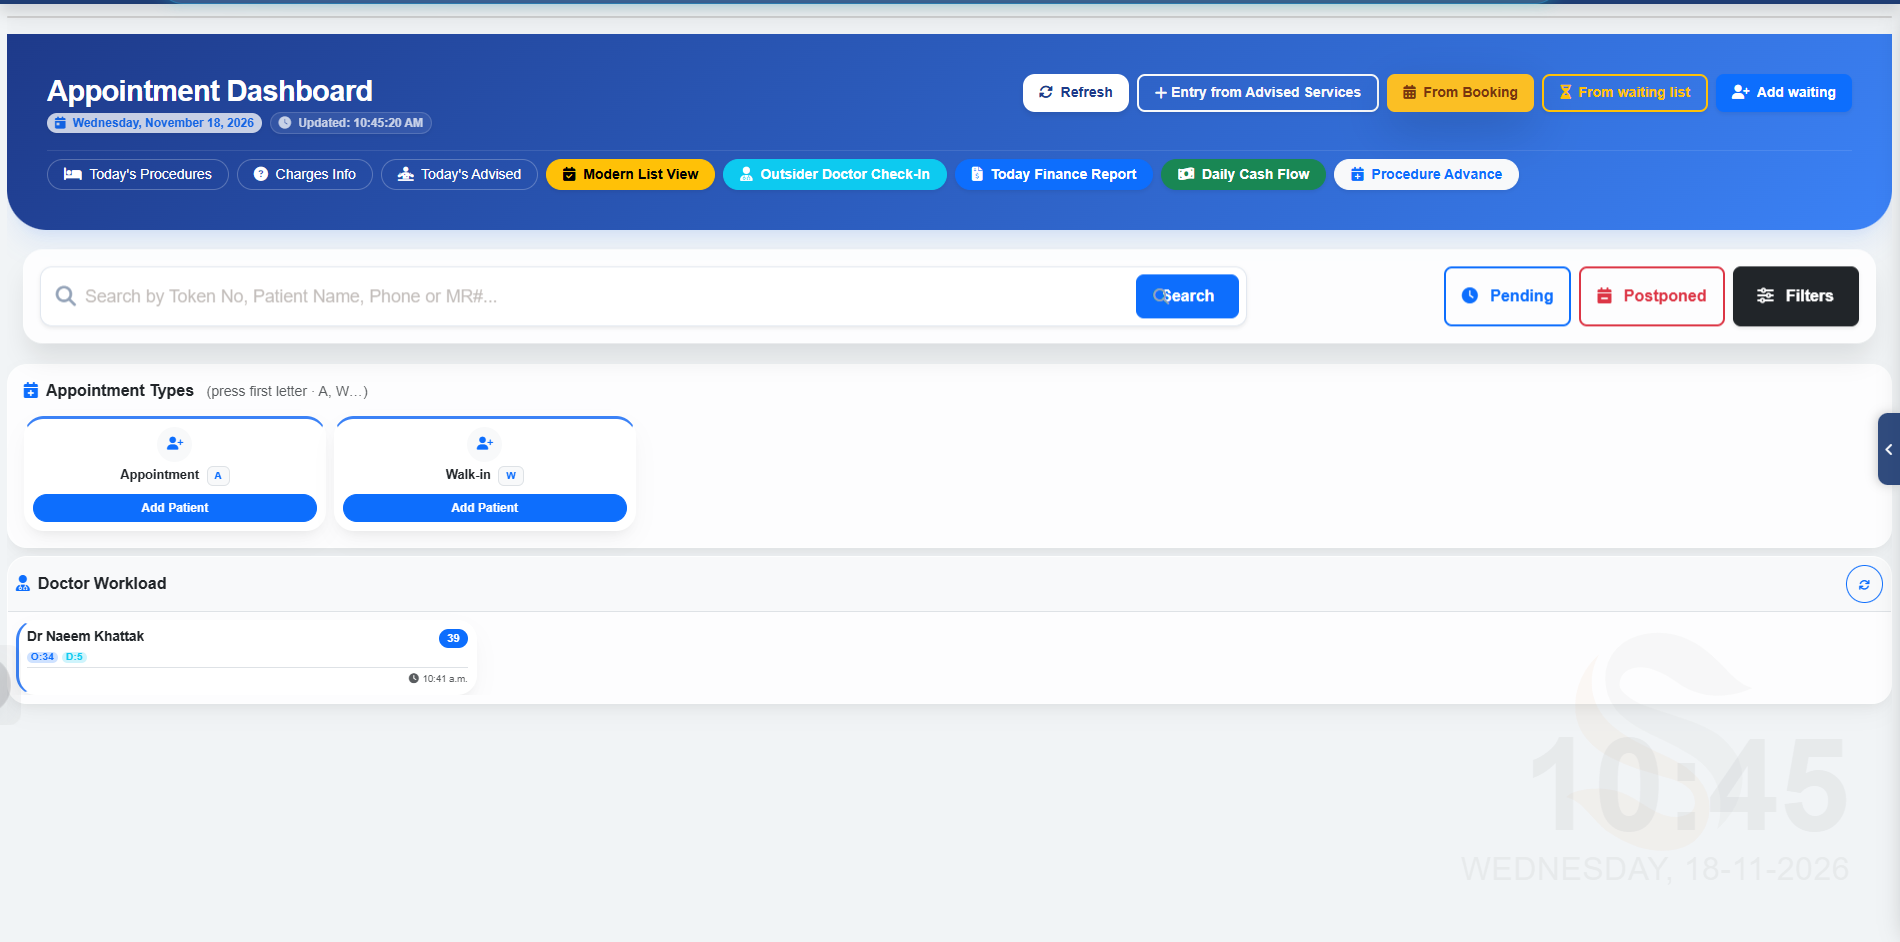 Appointment Dashboard
Wednesday, November 18, 2026 Updated: 10:45:20 AM
Refresh Entry from Advised Services From Booking From waiting list Add waiting
Today's Procedures Charges Info Today's Advised Modern List View Outsider Doctor Check-In Today Finance Report Daily Cash Flow Procedure Advance
Search by Token No, Patient Name, Phone or MR#... Search Pending Postponed Filters
Appointment Types (press first letter · A, W...)
Appointment A
Add Patient
Walk-in W
Add Patient
Doctor Workload
Dr Naeem Khattak 39
O:34 D:5
10:41 a.m.
10:45
WEDNESDAY, 18-11-2026